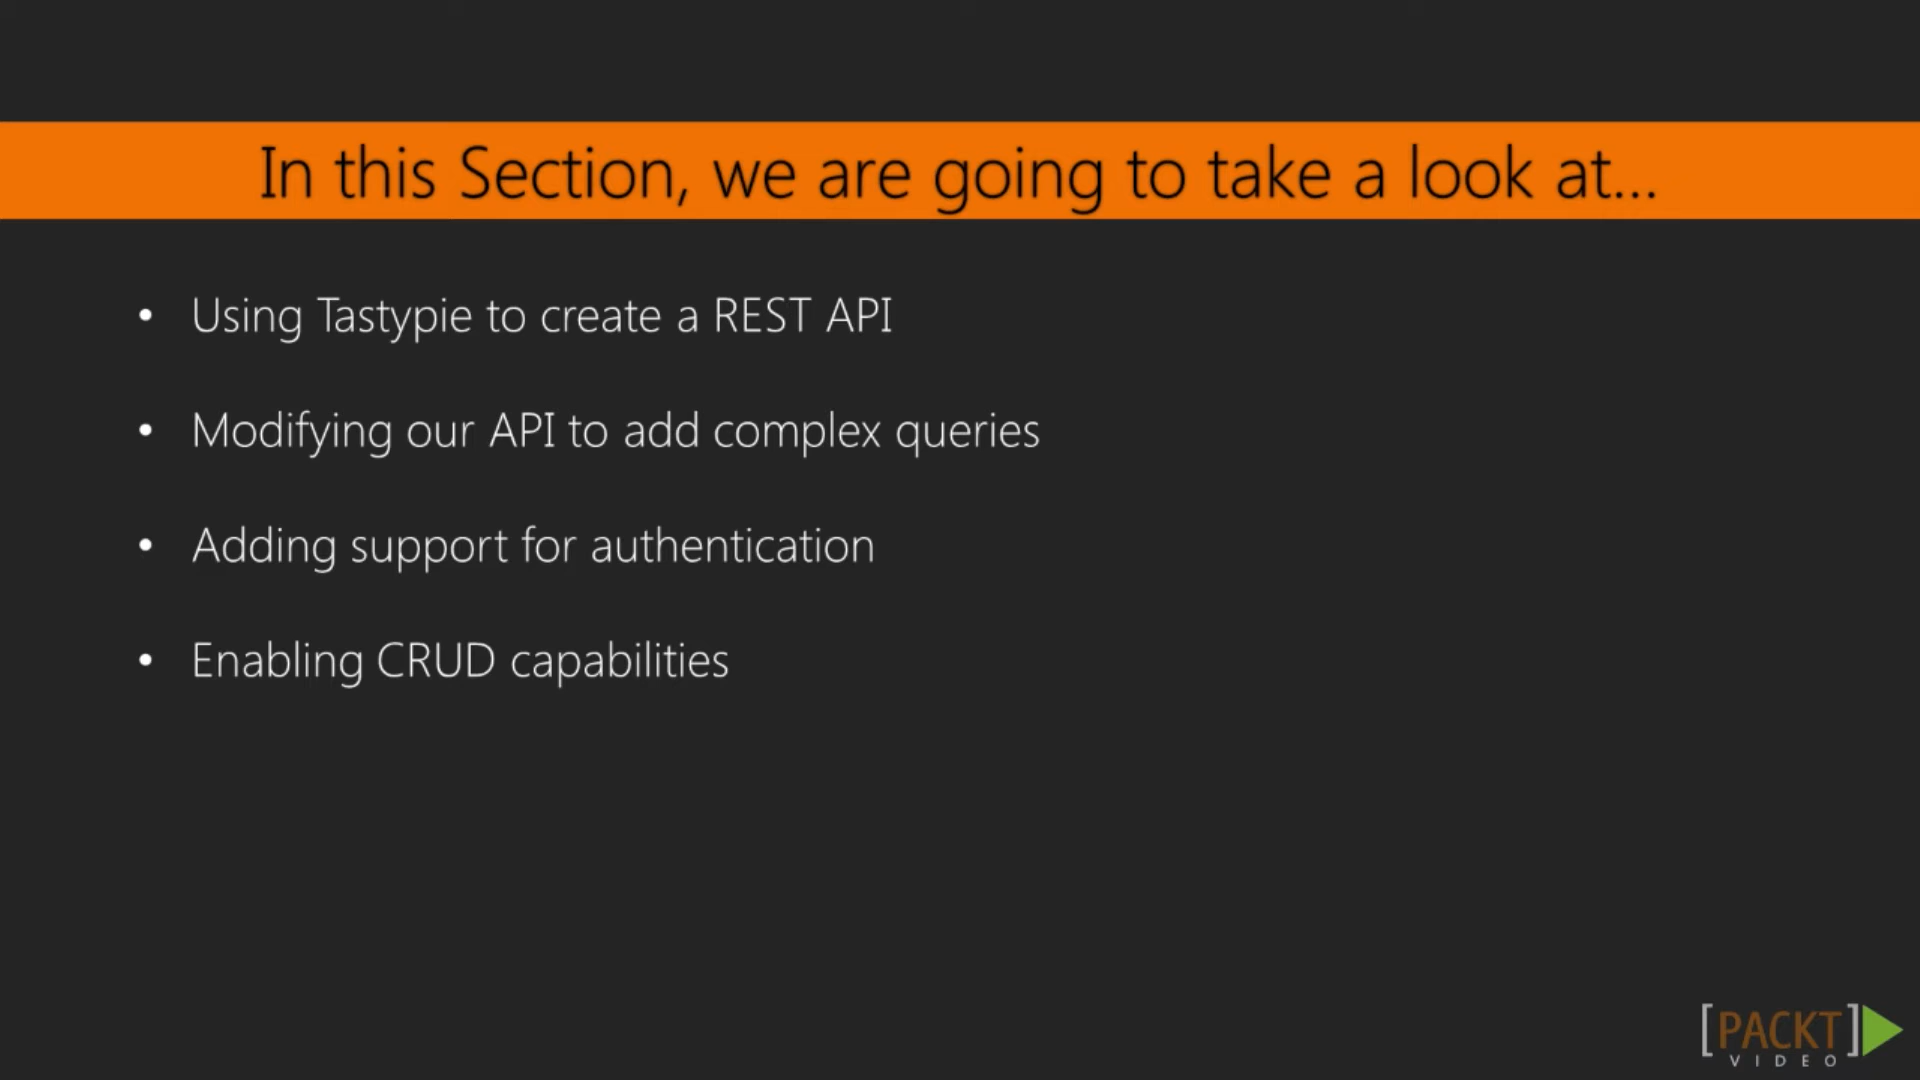 In this Section, we are going to take a look at...
• Using Tastypie to create a REST API
• Modifying our API to add complex queries
• Adding support for authentication
• Enabling CRUD capabilities
[PACKT]
VIDEO